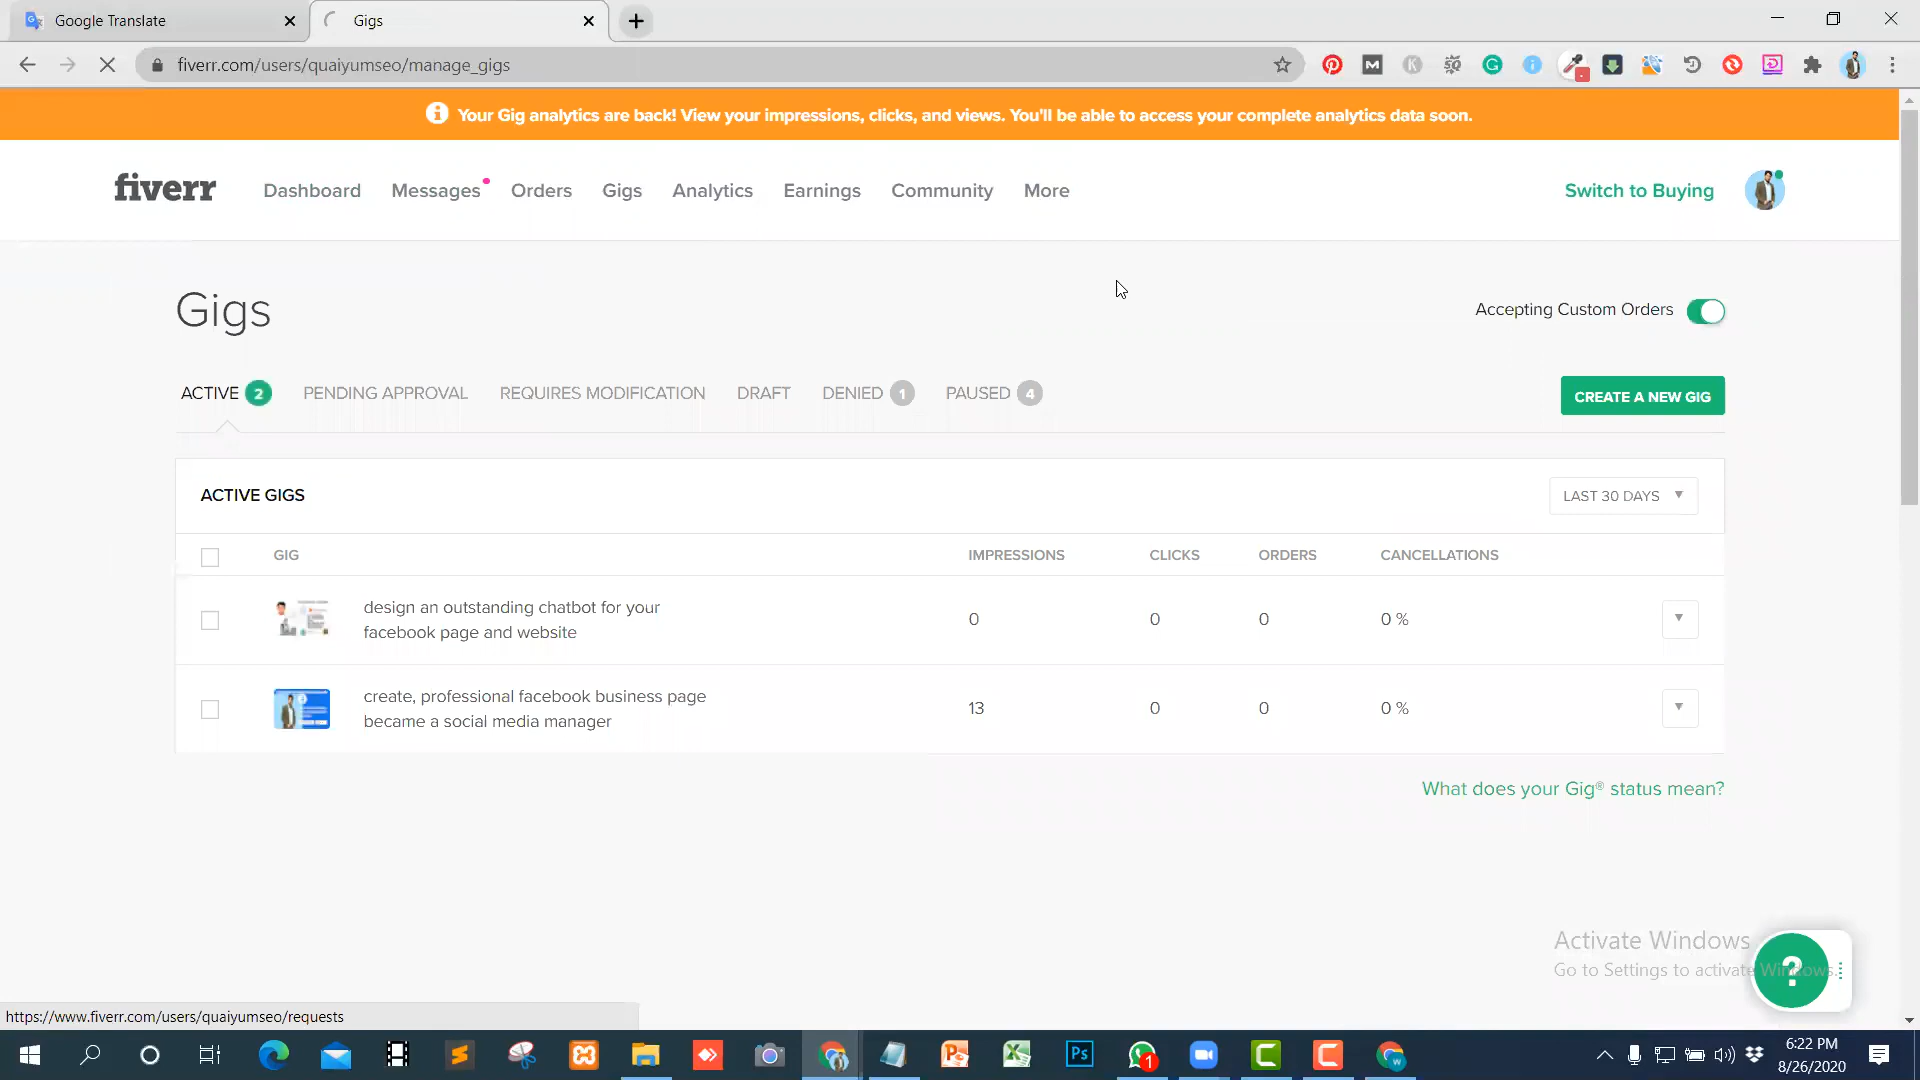 Google Translate
Gigs
fiverr.com/users/quaiyumseo/manage_gigs
Your Gig analytics are back! View your impressions, clicks, and views. You'll be able to access your complete analytics data soon.
fiverr
Dashboard
Messages
Orders
Gigs
Analytics
Earnings
Community
More
Switch to Buying
Gigs
Accepting Custom Orders
ACTIVE 2
PENDING APPROVAL
REQUIRES MODIFICATION
DRAFT
DENIED 1
PAUSED 4
CREATE A NEW GIG
ACTIVE GIGS
LAST 30 DAYS
GIG
IMPRESSIONS
CLICKS
ORDERS
CANCELLATIONS
design an outstanding chatbot for your
facebook page and website
0
0
0
0 %
create, professional facebook business page
became a social media manager
13
0
0
0 %
What does your Gig® status mean?
Activate Windows
Go to Settings to activate Windows.
?
https://www.fiverr.com/users/quaiyumseo/requests
Ps
1
6:22 PM
8/26/2020